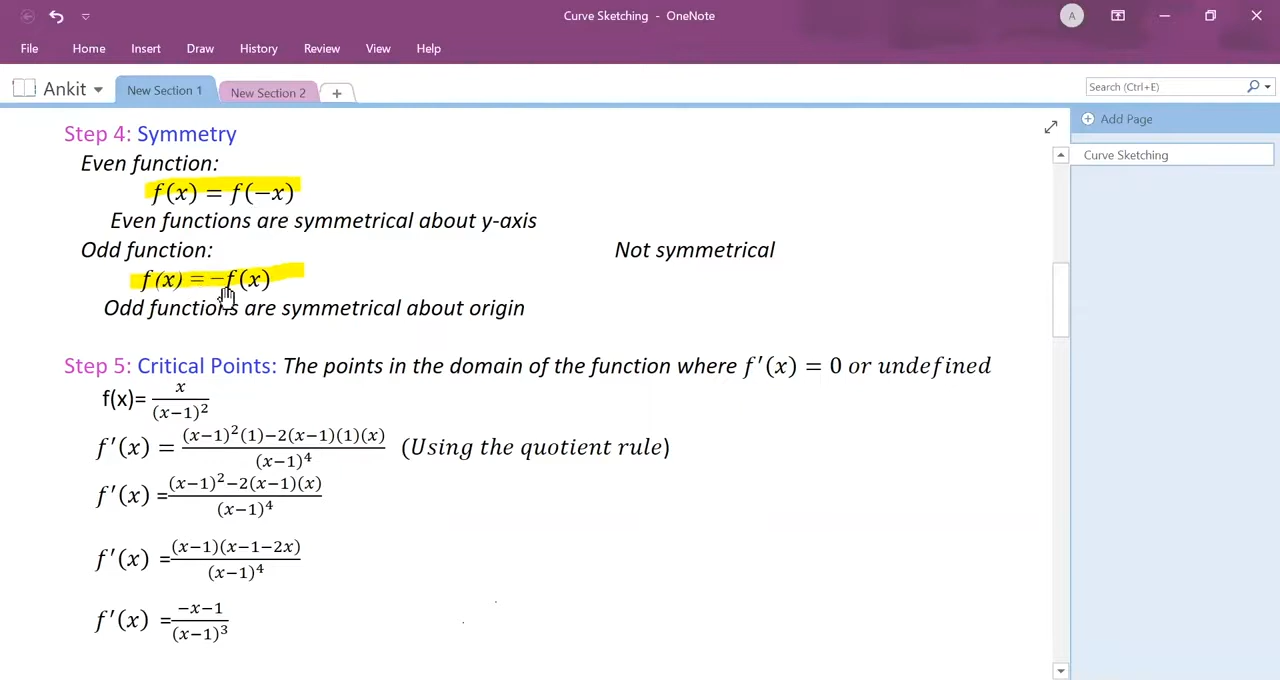 Curve Sketching - OneNote
A
File Home Insert Draw History Review View Help
Ankit New Section 1 New Section 2 +
Search (Ctrl+E)
Add Page
Curve Sketching
Step 4: Symmetry
Even function:
f(x) = f(−x)
Even functions are symmetrical about y-axis
Odd function: Not symmetrical
f(x) = −f(x)
Odd functions are symmetrical about origin
Step 5: Critical Points: The points in the domain of the function where f′(x) = 0 or undefined
f(x)= x/(x−1)²
f′(x) = ((x−1)²(1)−2(x−1)(1)(x))/(x−1)⁴ (Using the quotient rule)
f′(x) =((x−1)²−2(x−1)(x))/(x−1)⁴
f′(x) =((x−1)(x−1−2x))/(x−1)⁴
f′(x) =(−x−1)/(x−1)³